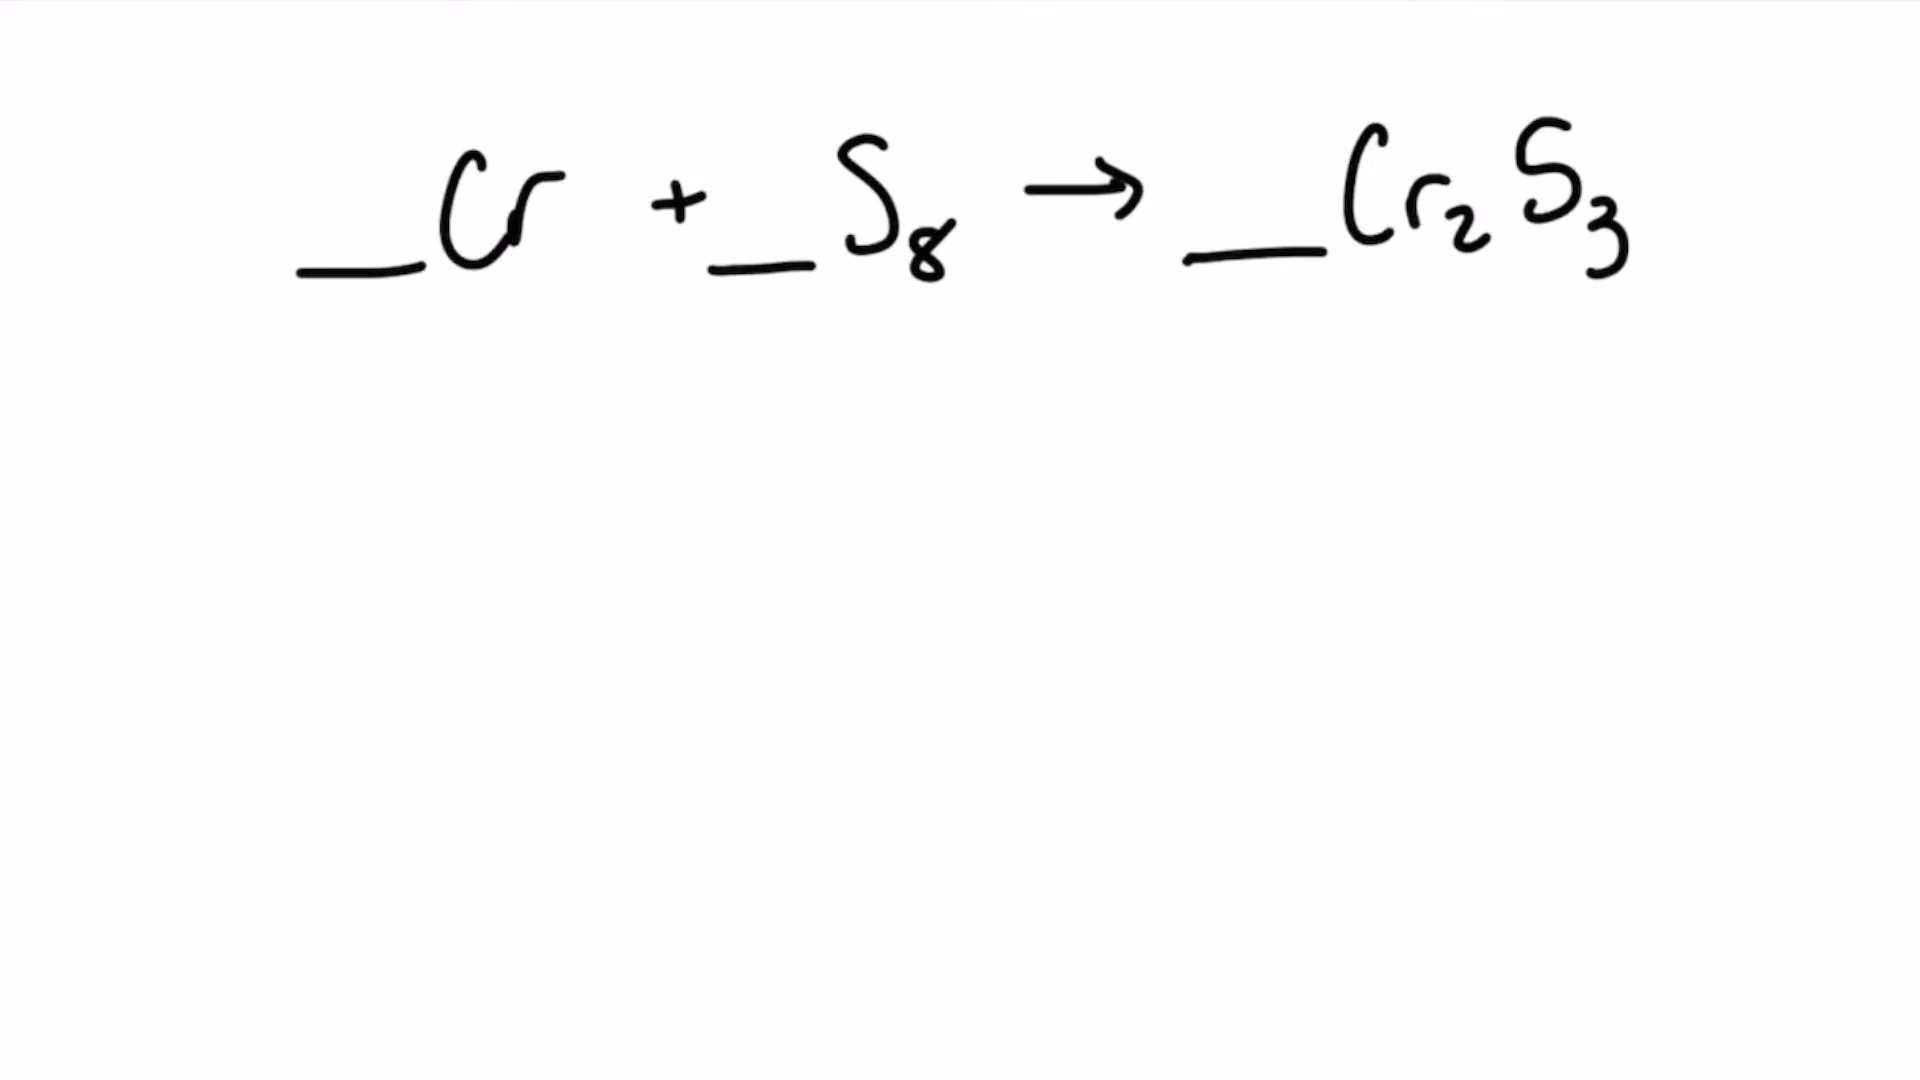 __Cr + __S₈ → __Cr₂S₃